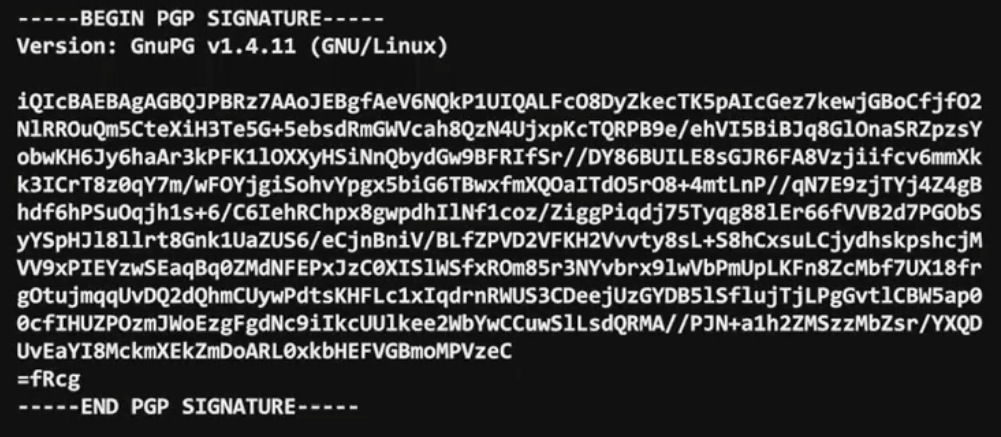 -----BEGIN PGP SIGNATURE-----
Version: GnuPG v1.4.11 (GNU/Linux)
iQIcBAEBAgAGBQJPBRz7AAoJEBgfAeV6NQkP1UIQALFcO8DyZkecTK5pAIcGez7kewjGBoCfjfO2
NlRROuQm5CteXiH3Te5G+5ebsdRmGWVcah8QzN4UjxpKcTQRPB9e/ehVI5BiBJq8GlOnaSRZpzsY
obwKH6Jy6haAr3kPFK1lOXXyHSiNnQbydGw9BFRIfSr//DY86BUILE8sGJR6FA8Vzjiifcv6mmXk
k3ICrT8z0qY7m/wFOYjgiSohvYpgx5biG6TBwxfmXQOaITdO5rO8+4mtLnP//qN7E9zjTYj4Z4gB
hdf6hPSuOqjh1s+6/C6IehRChpx8gwpdhIlNf1coz/ZiggPiqdj75Tyqg88lEr66fVVB2d7PGObS
yYSpHJl8llrt8Gnk1UaZUS6/eCjnBniV/BLfZPVD2VFKH2Vvvty8sL+S8hCxsuLCjydhskpshcjM
VV9xPIEYzwSEaqBq0ZMdNFEPxJzC0XISlWSfxROm85r3NYvbrx9lwVbPmUpLKFn8ZcMbf7UX18fr
gOtujmqqUvDQ2dQhmCUywPdtsKHFLc1xIqdrnRWUS3CDeejUzGYDB5lSflujTjLPgGvtlCBW5ap0
0cfIHUZPOzmJWoEzgFgdNc9iIkcUUlkee2WbYwCCuwSlLsdQRMA//PJN+a1h2ZMSzzMbZsr/YXQD
UvEaYI8MckmXEkZmDoARL0xkbHEFVGBmoMPVzeC
=fRcg
-----END PGP SIGNATURE-----